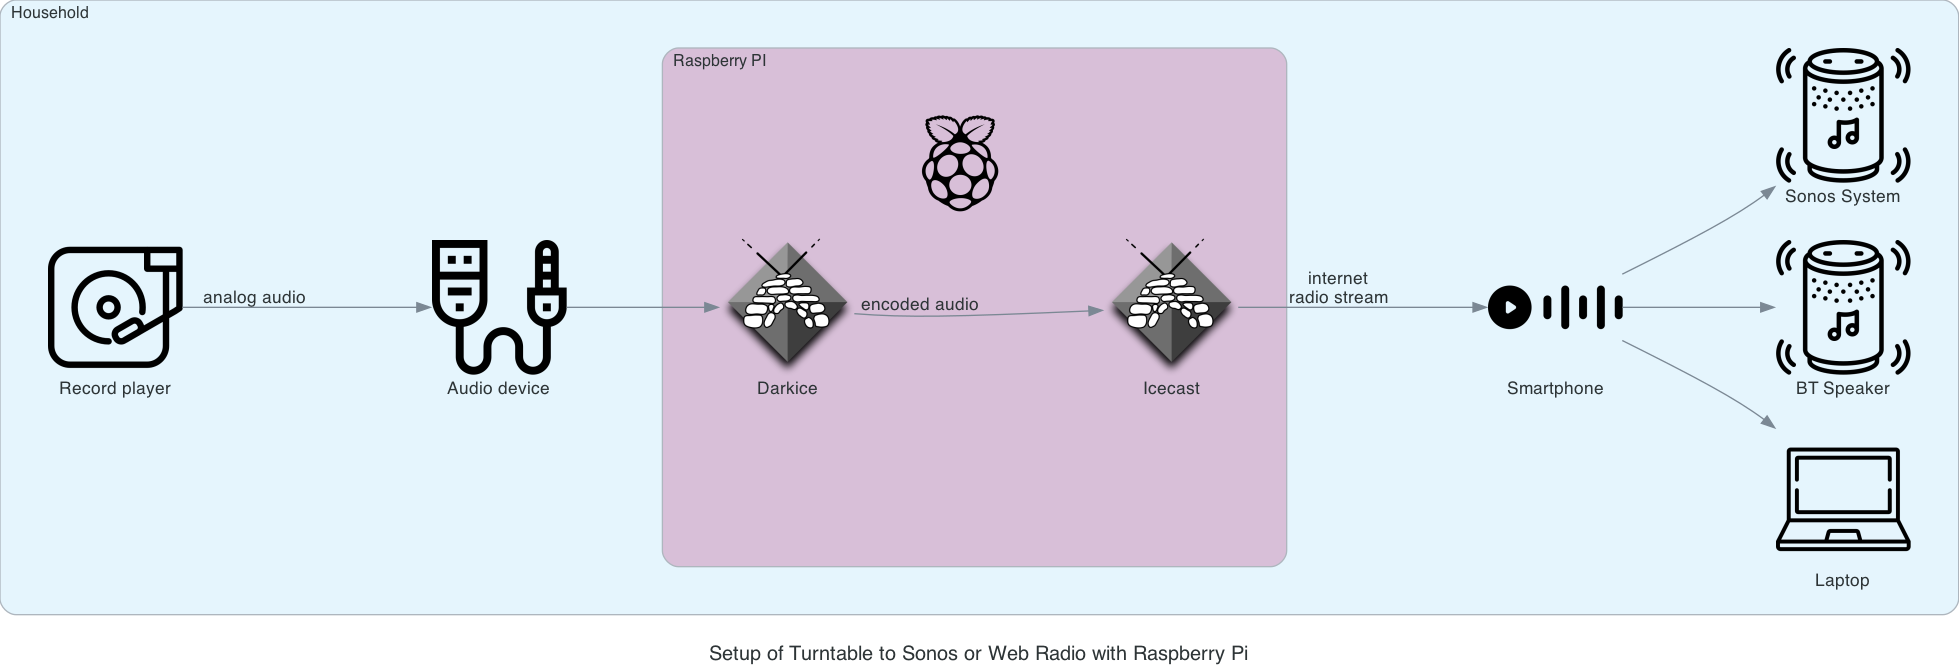 Household
Raspberry PI
Sonos System
analog audio
encoded audio
internet
radio stream
Record player
Audio device
Darkice
Icecast
Smartphone
BT Speaker
Laptop
Setup of Turntable to Sonos or Web Radio with Raspberry Pi